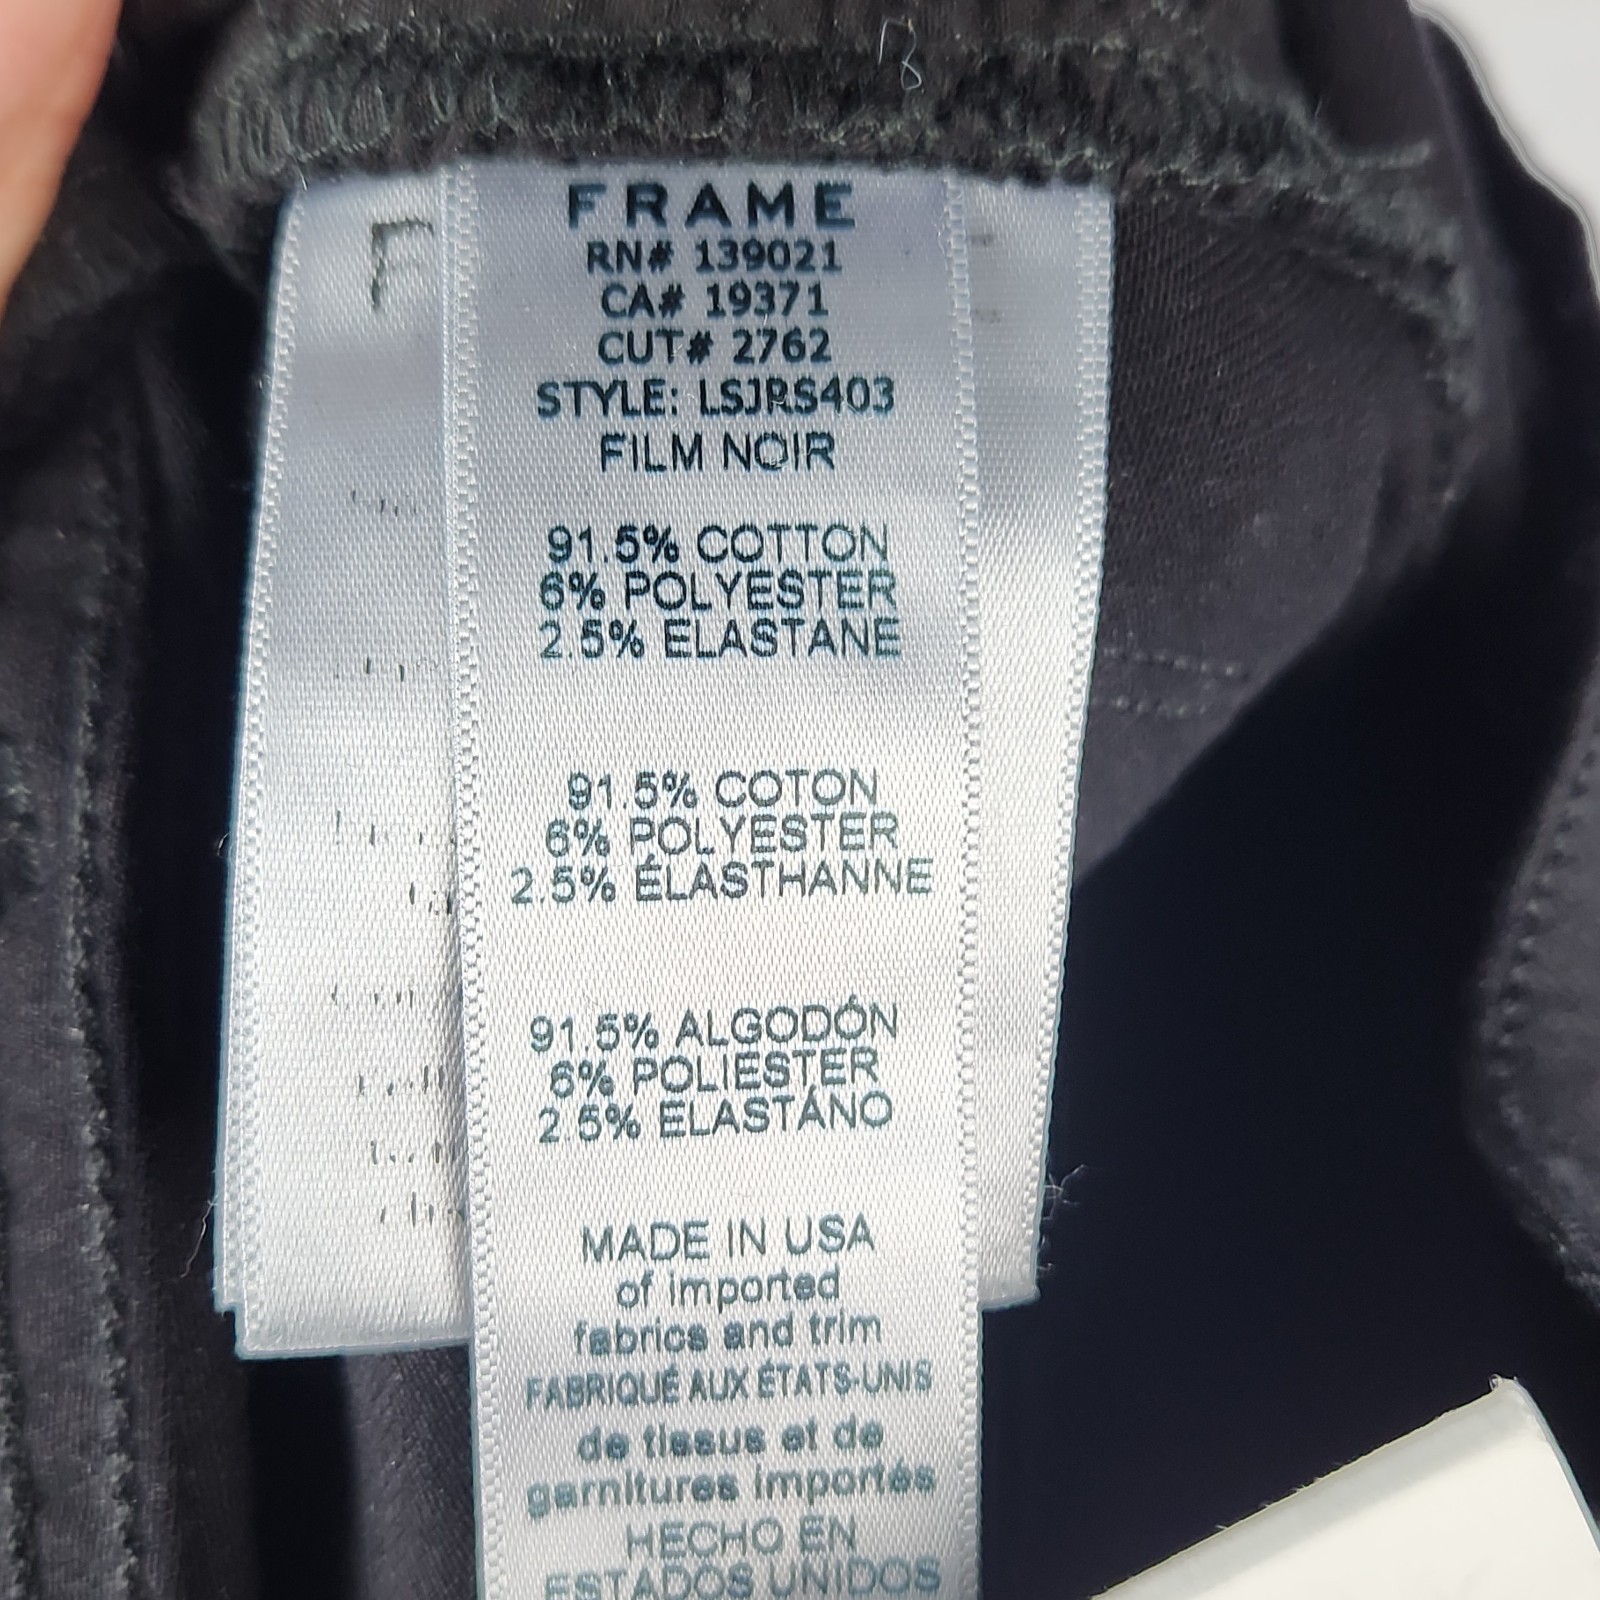 FRAME
RN# 139021
CA# 19371
CUT# 2762
STYLE: LSJRS403
FILM NOIR
91.5% COTTON
6% POLYESTER
2.5% ELASTANE
91.5% COTON
6% POLYESTER
2.5% ÉLASTHANNE
91.5% ALGODÓN
6% POLIESTER
2.5% ELASTÁNO
MADE IN USA
of imported
fabrics and trim
FABRIQUÉ AUX ÉTATS-UNIS
de tissus et de
garnitures importés
HECHO EN
ESTADOS UNIDOS
F